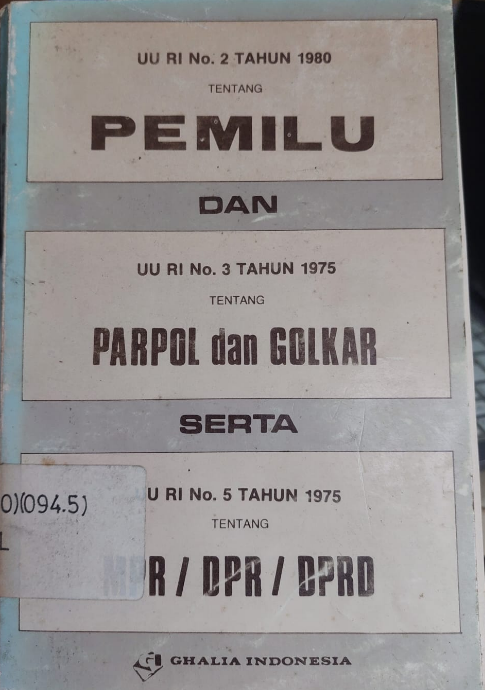 UU RI No. 2 TAHUN 1980
TENTANG
PEMILU
DAN
UU RI No. 3 TAHUN 1975
TENTANG
PARPOL dan GOLKAR
SERTA
O)(094.5)
L
U RI No. 5 TAHUN 1975
TENTANG
MPR / DPR / DPRD
GHALIA INDONESIA